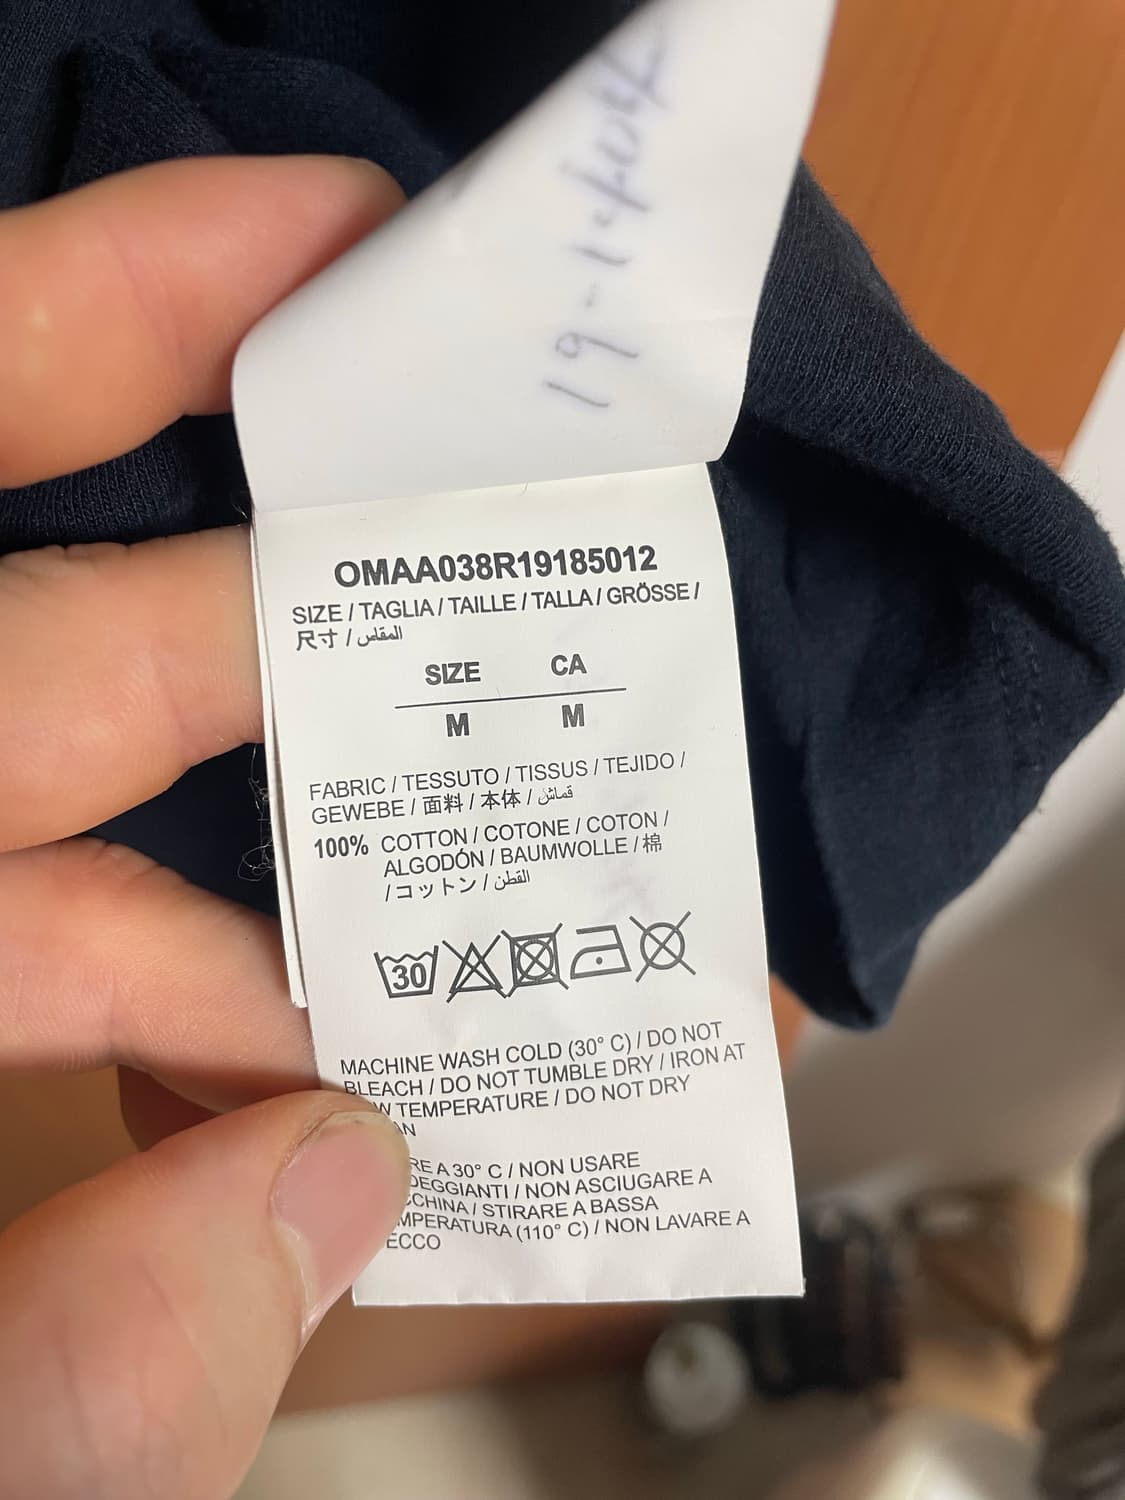 OMAA038R19185012
SIZE / TAGLIA / TAILLE / TALLA / GRÖSSE /
尺寸 / المقاس
SIZE CA
M M
FABRIC / TESSUTO / TISSUS / TEJIDO /
GEWEBE / 面料 / 本体 / قماش
100% COTTON / COTONE / COTON /
ALGODÓN / BAUMWOLLE / 棉
/ コットン / القطن
30
MACHINE WASH COLD (30° C) / DO NOT
BLEACH / DO NOT TUMBLE DRY / IRON AT
TEMPERATURE / DO NOT DRY
A 30° C / NON USARE
/ NON ASCIUGARE A
/ STIRARE A BASSA
(110° C) / NON LAVARE A